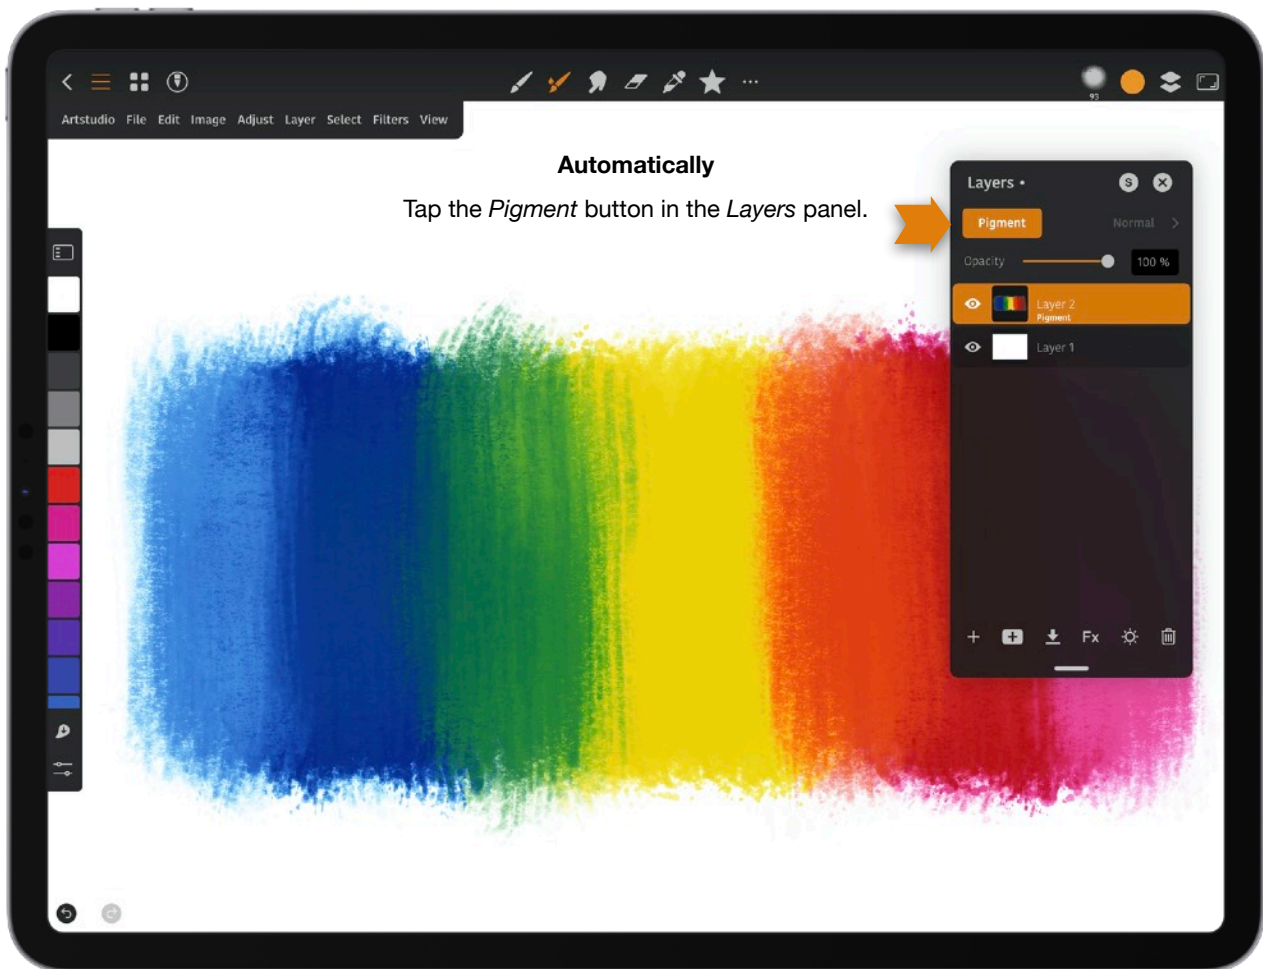 93
Artstudio File Edit Image Adjust Layer Select Filters View
Automatically
Tap the Pigment button in the Layers panel.
Layers •
S
Pigment
Normal
Opacity
100 %
Layer 2
Pigment
Layer 1
Fx